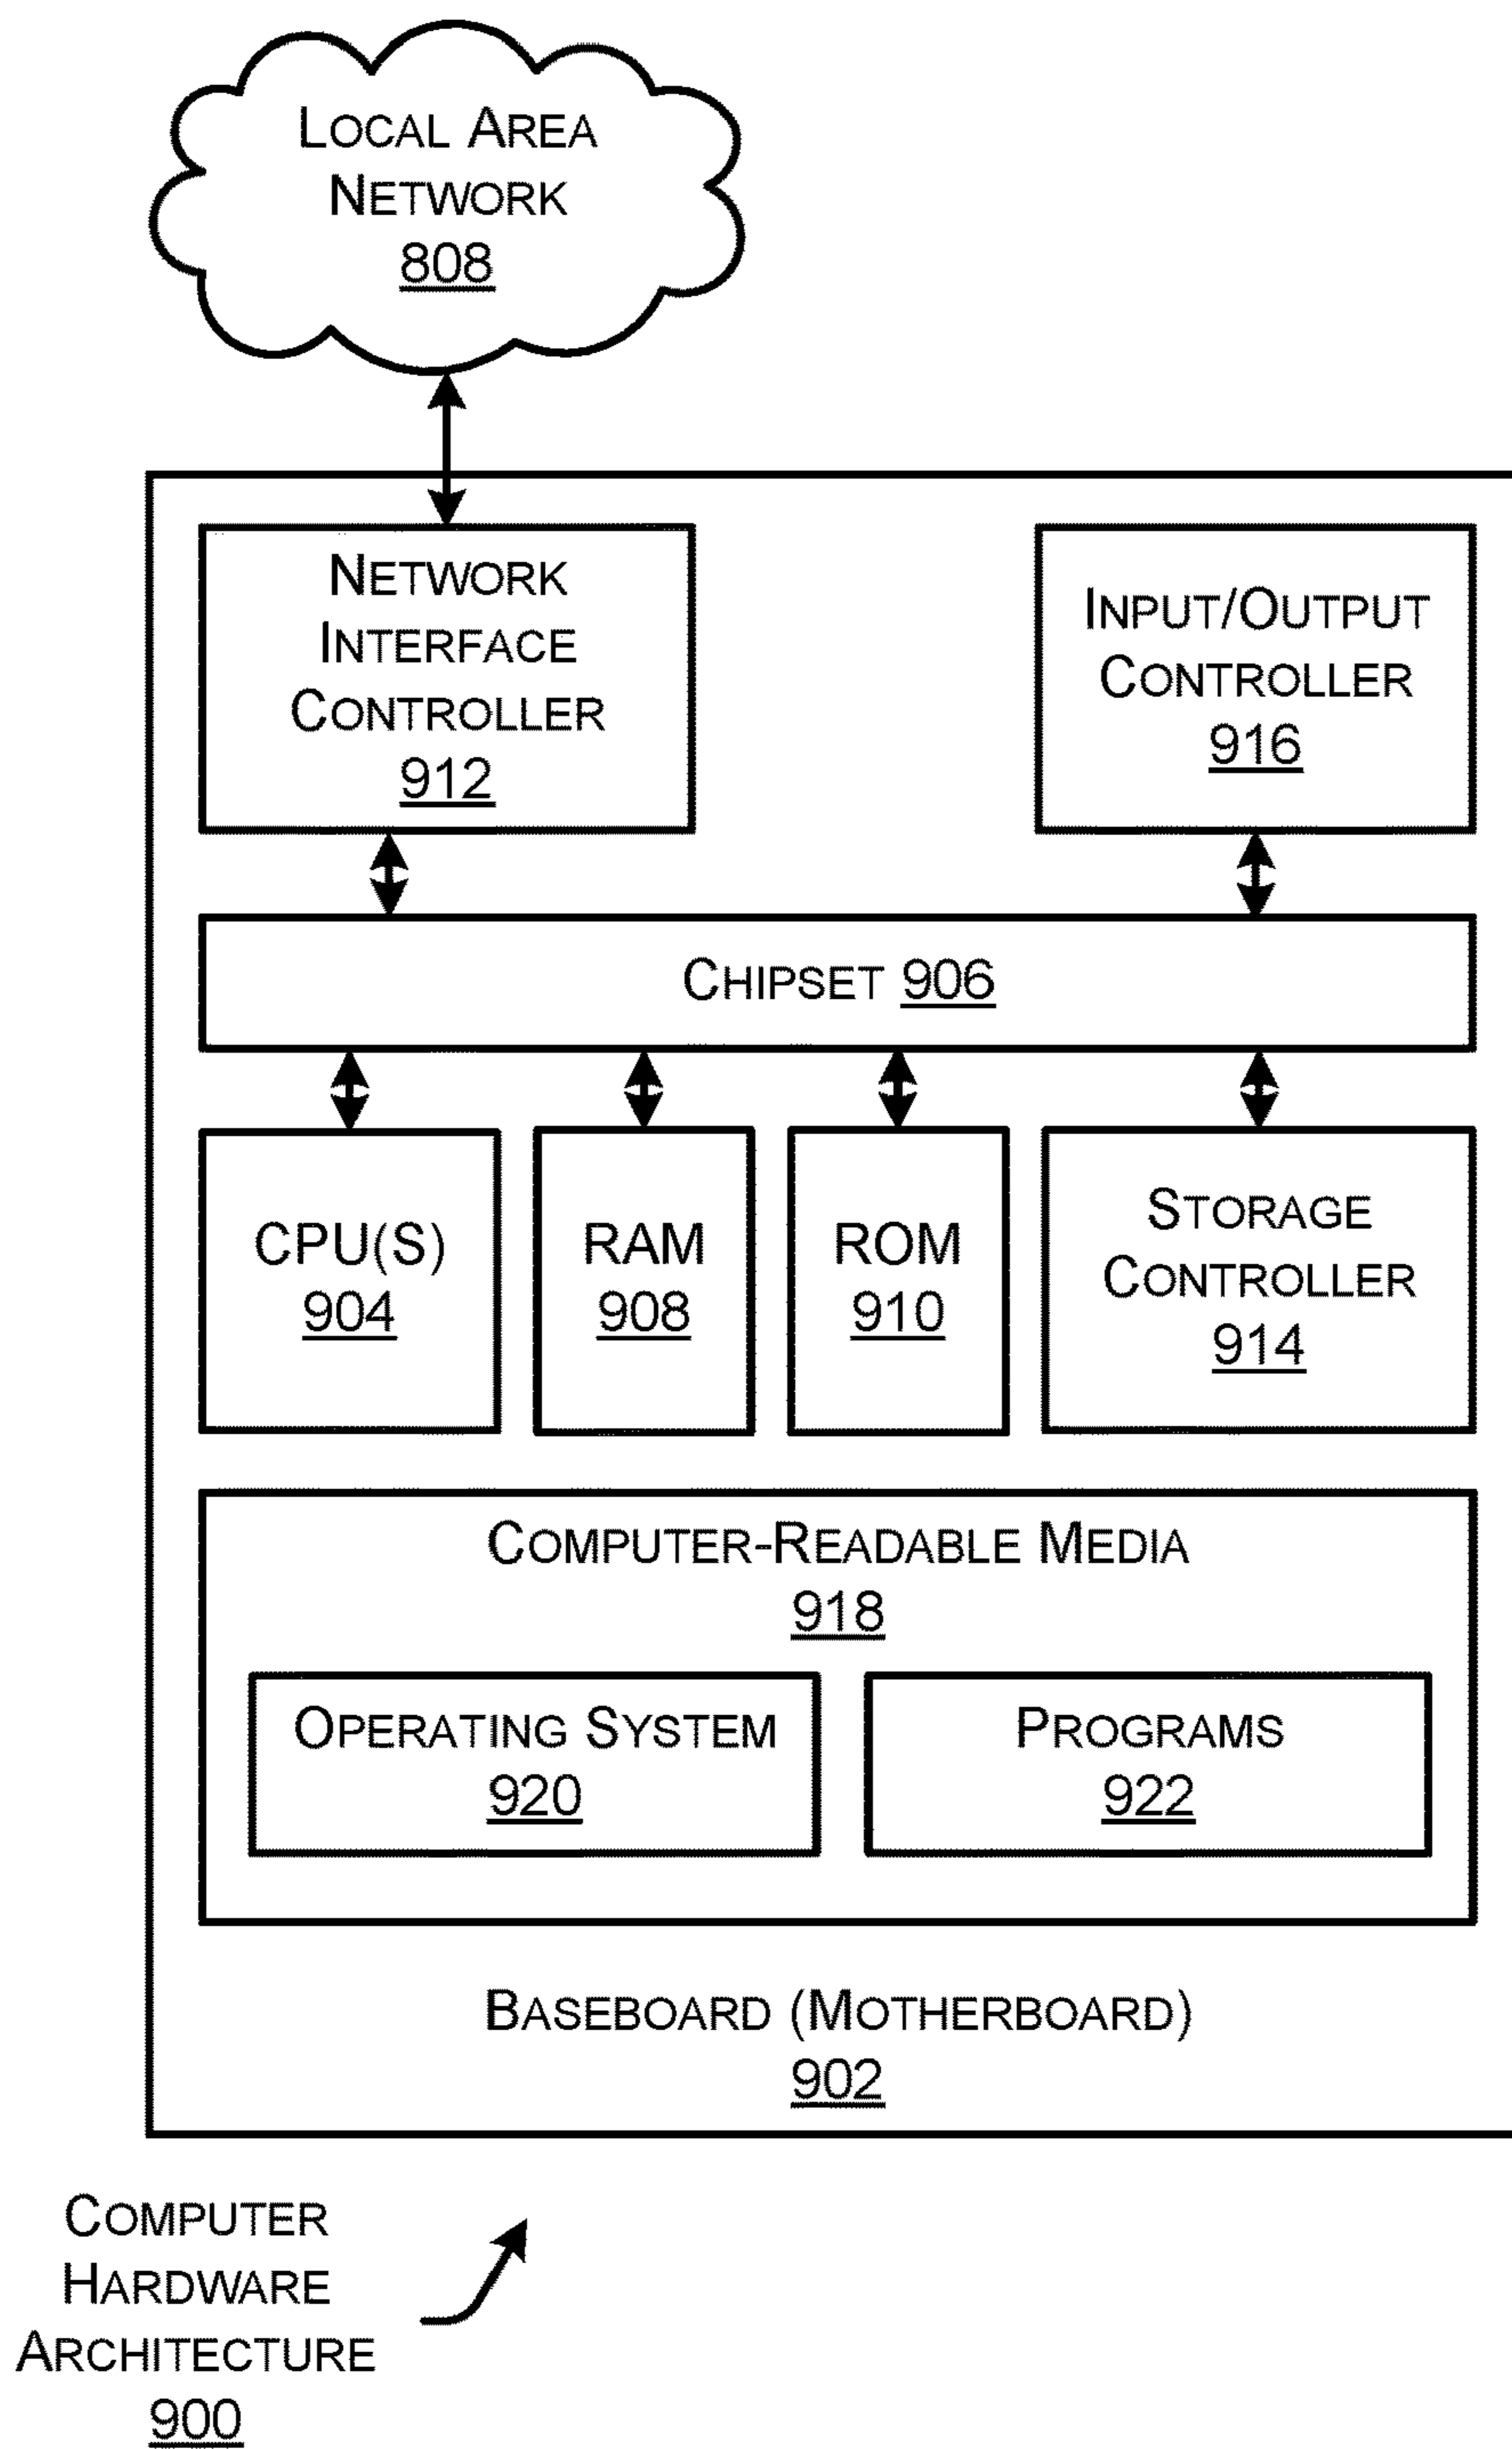 LOCAL AREA
NETWORK
808
NETWORK
INTERFACE
CONTROLLER
912
INPUT/OUTPUT
CONTROLLER
916
CHIPSET 906
CPU(S)
904
RAM
908
ROM
910
STORAGE
CONTROLLER
914
COMPUTER-READABLE MEDIA
918
OPERATING SYSTEM
920
PROGRAMS
922
BASEBOARD (MOTHERBOARD)
902
COMPUTER
HARDWARE
ARCHITECTURE
900